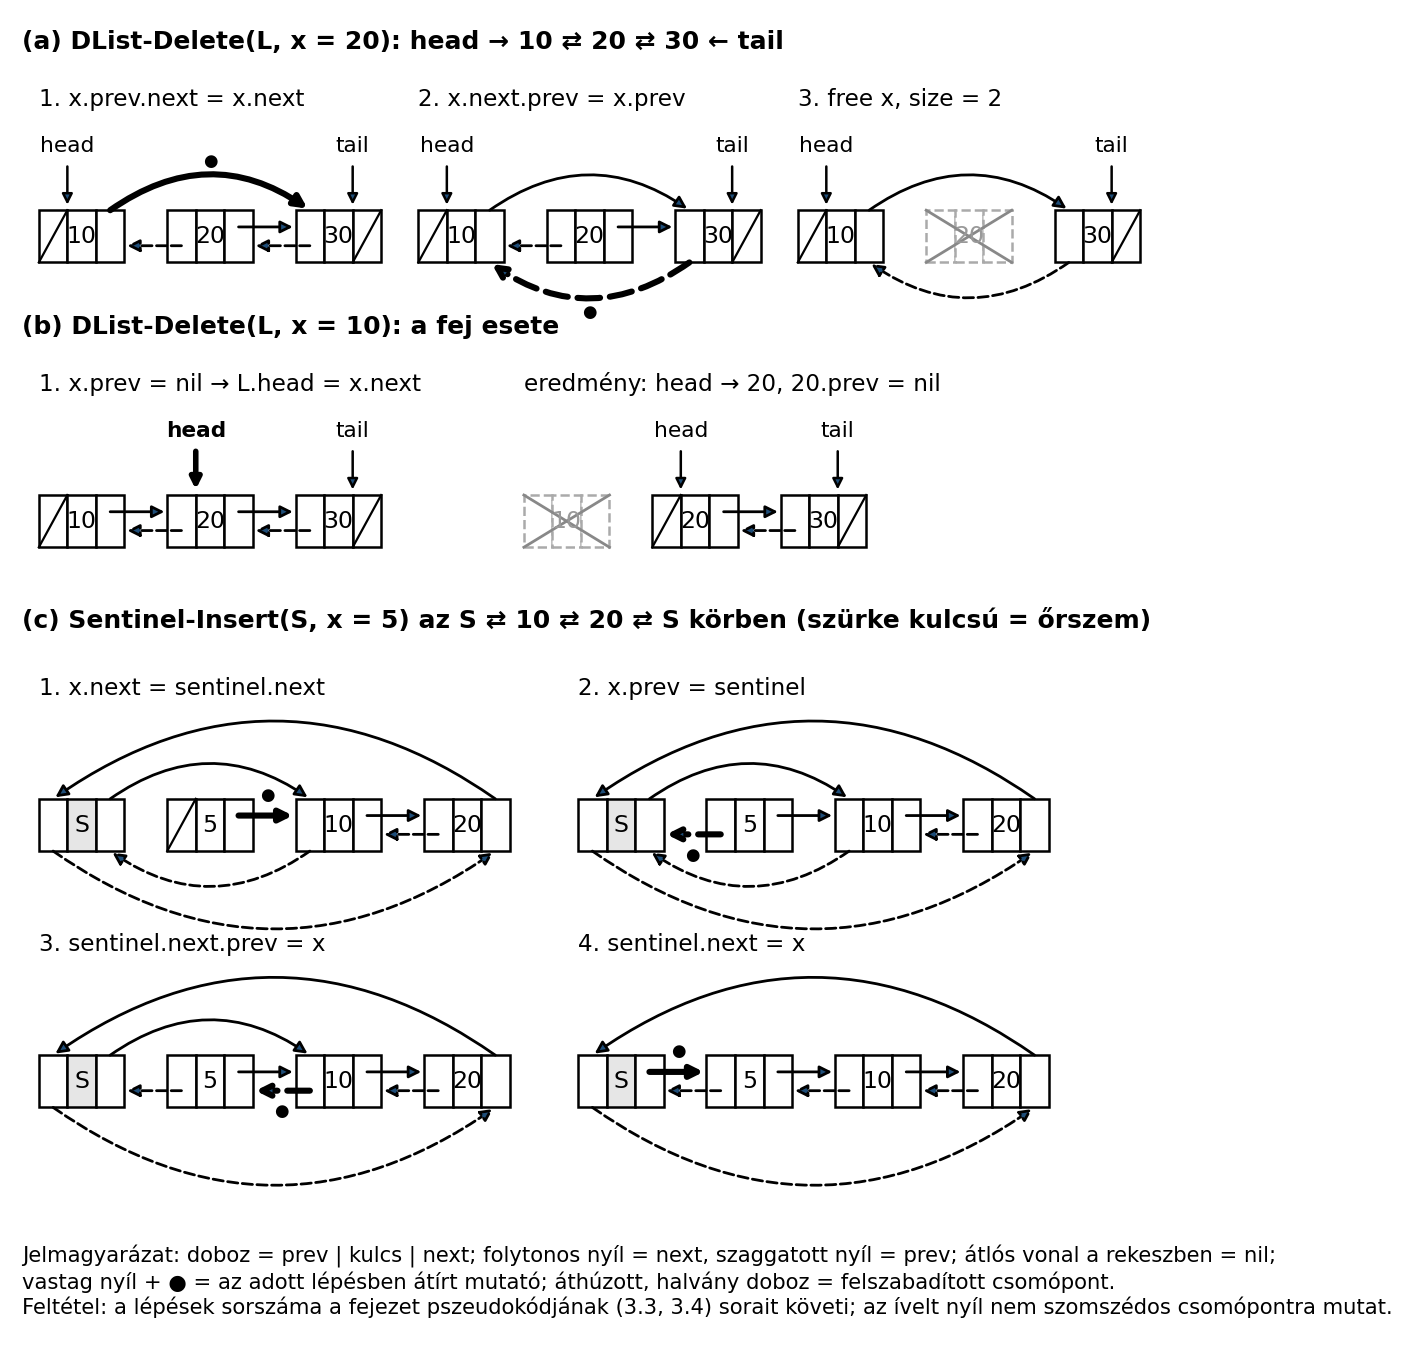 (a) DList-Delete(L, x = 20): head → 10 ⇄ 20 ⇄ 30 ← tail
1. x.prev.next = x.next 2. x.next.prev = x.prev 3. free x, size = 2
head tail head tail head tail
10 20 30 10 20 30 10 20 30
(b) DList-Delete(L, x = 10): a fej esete
1. x.prev = nil → L.head = x.next eredmény: head → 20, 20.prev = nil
head tail head tail
10 20 30 10 20 30
(c) Sentinel-Insert(S, x = 5) az S ⇄ 10 ⇄ 20 ⇄ S körben (szürke kulcsú = őrszem)
1. x.next = sentinel.next 2. x.prev = sentinel
S 5 10 20 S 5 10 20
3. sentinel.next.prev = x 4. sentinel.next = x
S 5 10 20 S 5 10 20
Jelmagyarázat: doboz = prev | kulcs | next; folytonos nyíl = next, szaggatott nyíl = prev; átlós vonal a rekeszben = nil;
vastag nyíl + ● = az adott lépésben átírt mutató; áthúzott, halvány doboz = felszabadított csomópont.
Feltétel: a lépések sorszáma a fejezet pszeudokódjának (3.3, 3.4) sorait követi; az ívelt nyíl nem szomszédos csomópontra mutat.